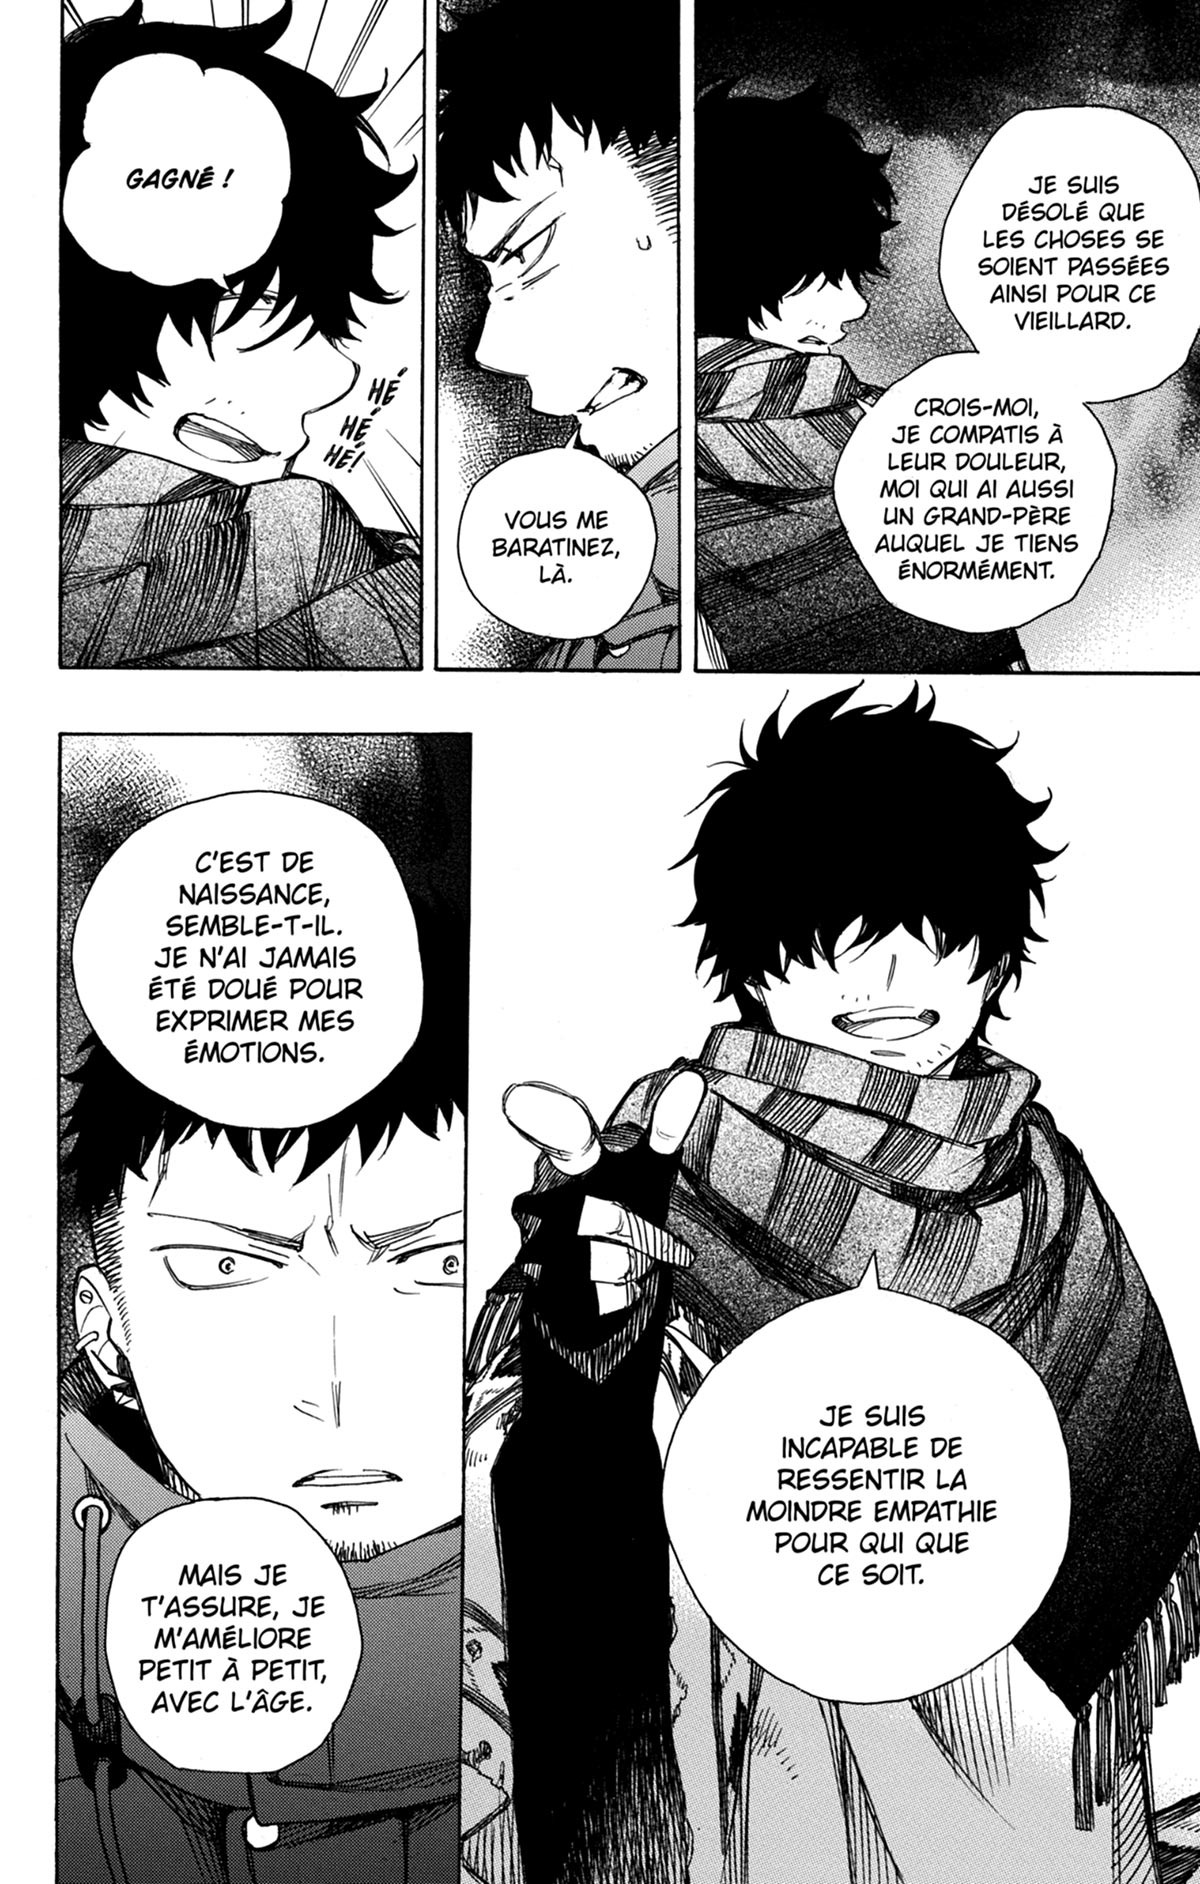 JE SUIS
DÉSOLÉ QUE
LES CHOSES SE
SOIENT PASSÉES
AINSI POUR CE
VIEILLARD.
CROIS-MOI,
JE COMPATIS À
LEUR DOULEUR,
MOI QUI AI AUSSI
UN GRAND-PÈRE
AUQUEL JE TIENS
ÉNORMÉMENT.
VOUS ME
BARATINEZ,
LÀ.
GAGNÉ !
HÉ
HÉ
HÉ!
JE SUIS
INCAPABLE DE
RESSENTIR LA
MOINDRE EMPATHIE
POUR QUI QUE
CE SOIT.
C'EST DE
NAISSANCE,
SEMBLE-T-IL.
JE N'AI JAMAIS
ÉTÉ DOUÉ POUR
EXPRIMER MES
ÉMOTIONS.
MAIS JE
T'ASSURE, JE
M'AMÉLIORE
PETIT À PETIT,
AVEC L'ÂGE.